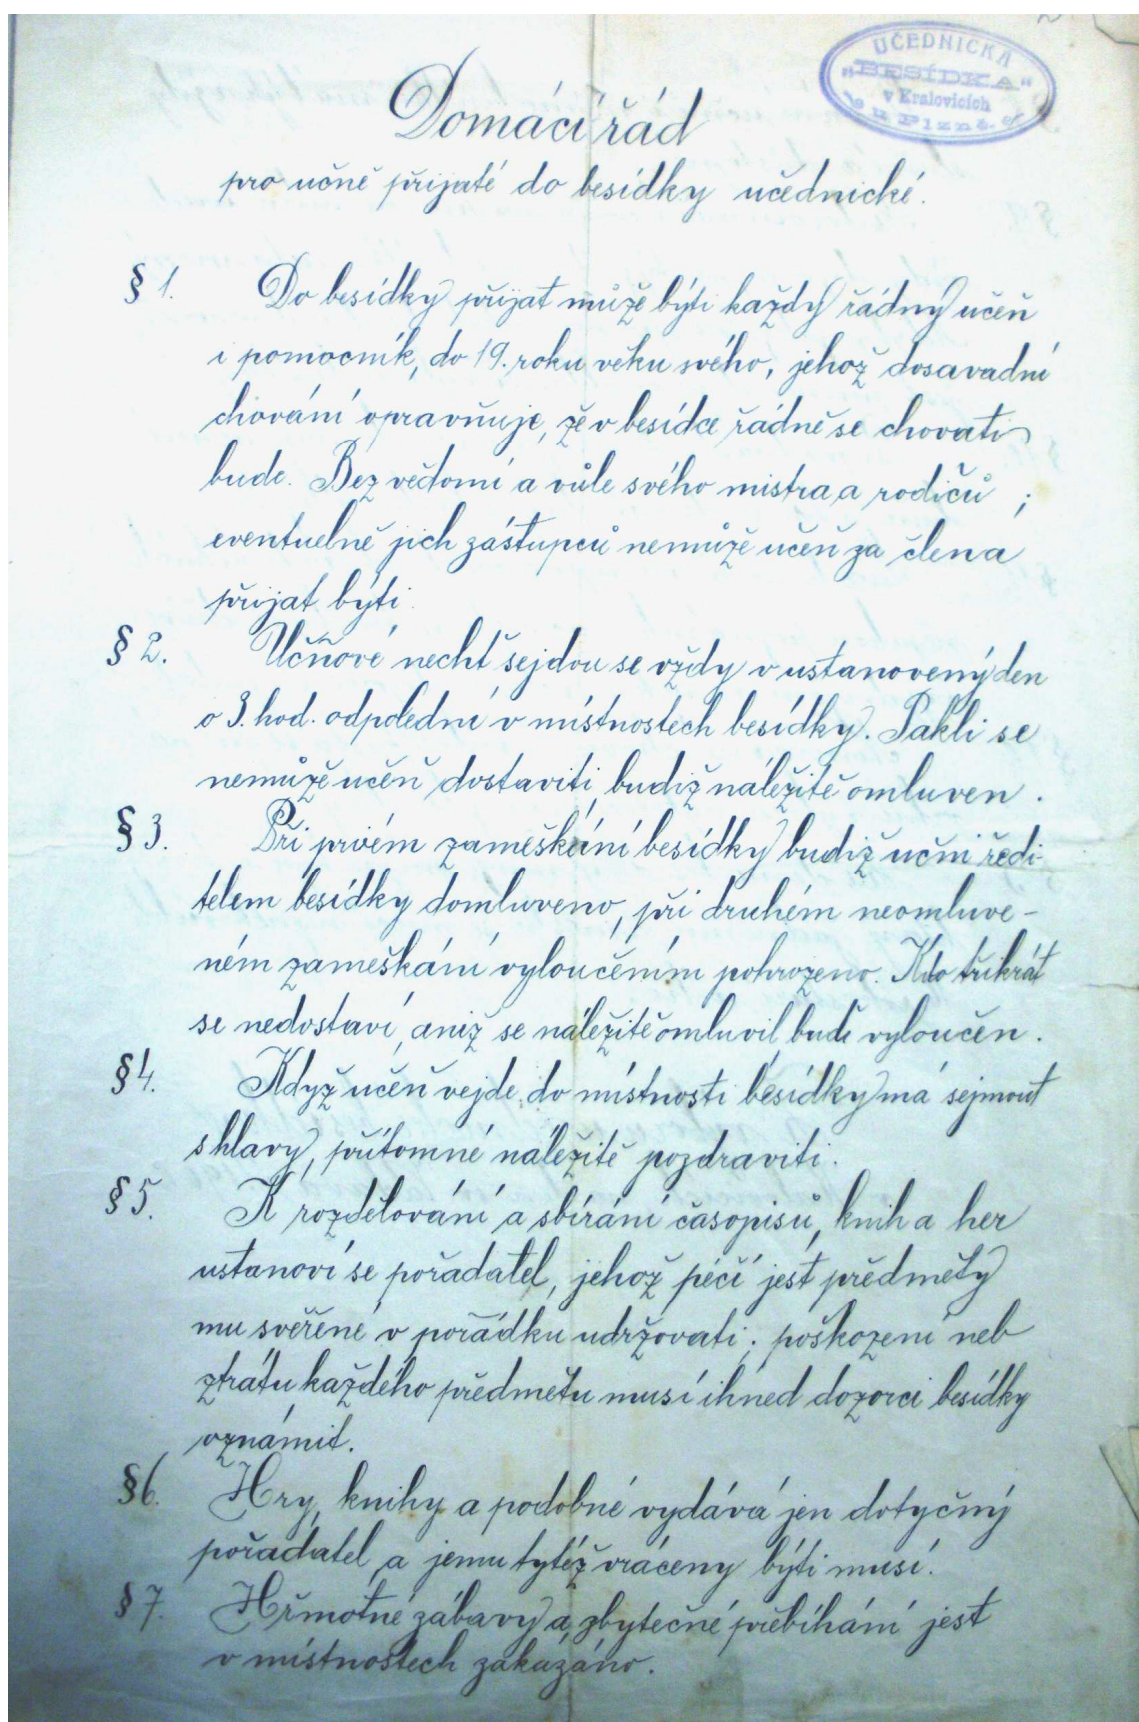 UČEDNICKÁ
„BESÍDKA"
v Kralovicích
u Plzně.
Domácí řád
pro učně přijaté do besídky učednické.
§ 1. Do besídky přijat může býti každý řádný učeň
i pomocník, do 19. roku věku svého, jehož dosavadní
chování opravňuje, že v besídce řádně se chovati
bude. Bez vědomí a vůle svého mistra a rodičů ;
eventuelně jich zástupců nemůže učeň za člena
přijat býti.
§ 2. Učňové nechť sejdou se vždy v ustanovený den
o 3. hod. odpolední v místnostech besídky. Pakli se
nemůže učeň dostaviti, budiž náležitě omluven.
§ 3. Při prvém zameškání besídky budiž učni ředi-
telem besídky domluveno, při druhém neomluve-
ném zameškání vyloučením pohrozeno. Kdo třikrát
se nedostaví, aniž se náležitě omluvil, buď vyloučen.
§ 4. Když učeň vejde do místnosti besídky má sejmout
s hlavy, přítomné náležitě pozdraviti.
§ 5. K rozdělování a sbírání časopisů, knih a her
ustanoví se pořadatel, jehož péčí jest předměty
mu svěřené v pořádku udržovati; poškození neb
ztrátu každého předmětu musí ihned dozorci besídky
oznámit.
§ 6. Hry, knihy a podobné vydává jen dotyčný
pořadatel a jemu tytéž vráceny býti musí.
§ 7. Hřmotné zábavy a zbytečné přebíhání jest
v místnostech zakázáno.